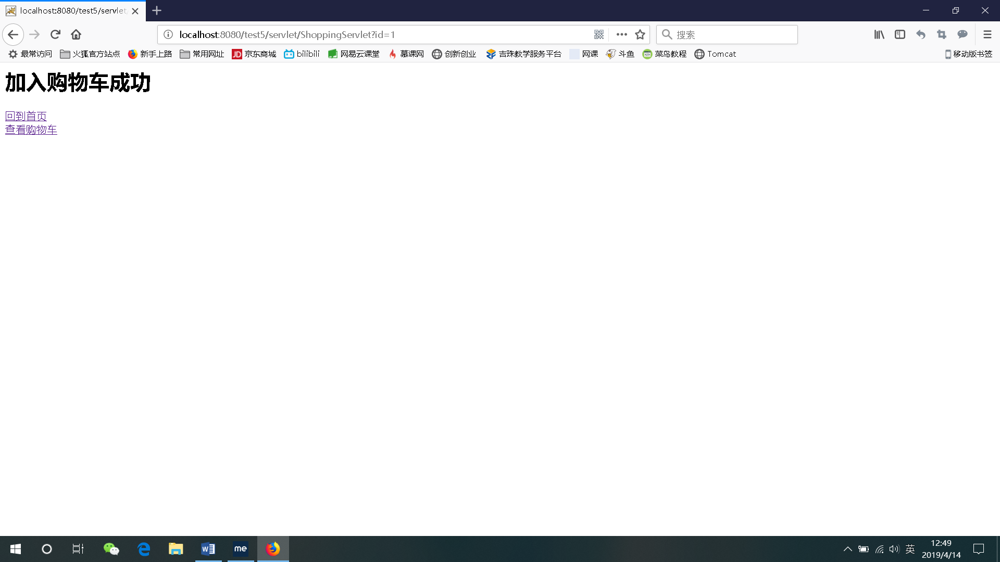 localhost:8080/test5/servlet
localhost:8080/test5/servlet/ShoppingServlet?id=1
搜索
最常访问 火狐官方站点 新手上路 常用网址 JD 京东商城 bilibili 网易云课堂 慕课网 创新创业 吉珠教学服务平台 网课 斗鱼 菜鸟教程 Tomcat 移动版书签
加入购物车成功
回到首页
查看购物车
me
英
12:49
2019/4/14